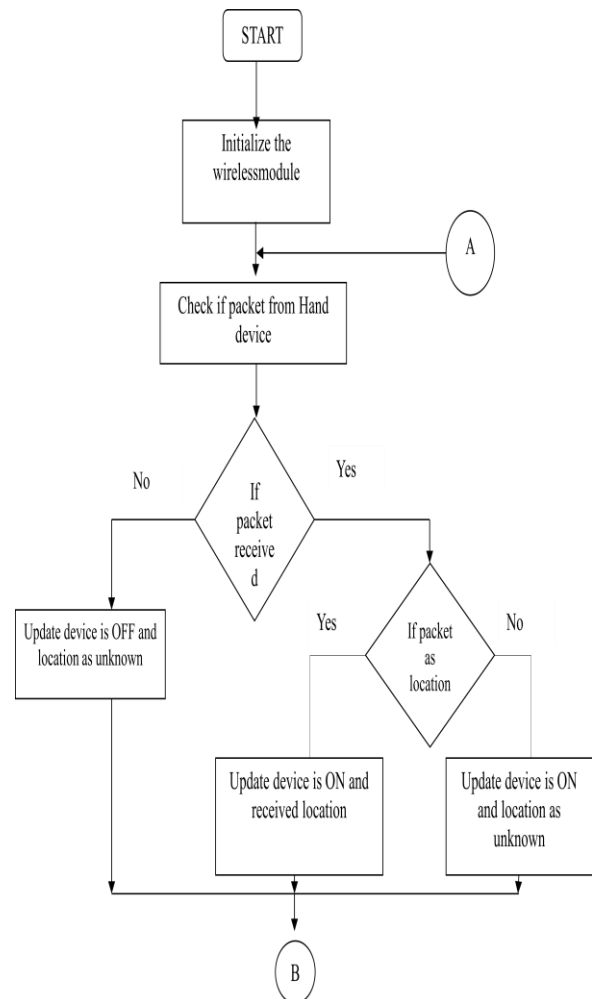 START
Initialize the
wirelessmodule
A
Check if packet from Hand
device
No
Yes
If
packet
receive
d
Update device is OFF and
location as unknown
Yes
No
If packet
as
location
Update device is ON and
received location
Update device is ON
and location as
unknown
B